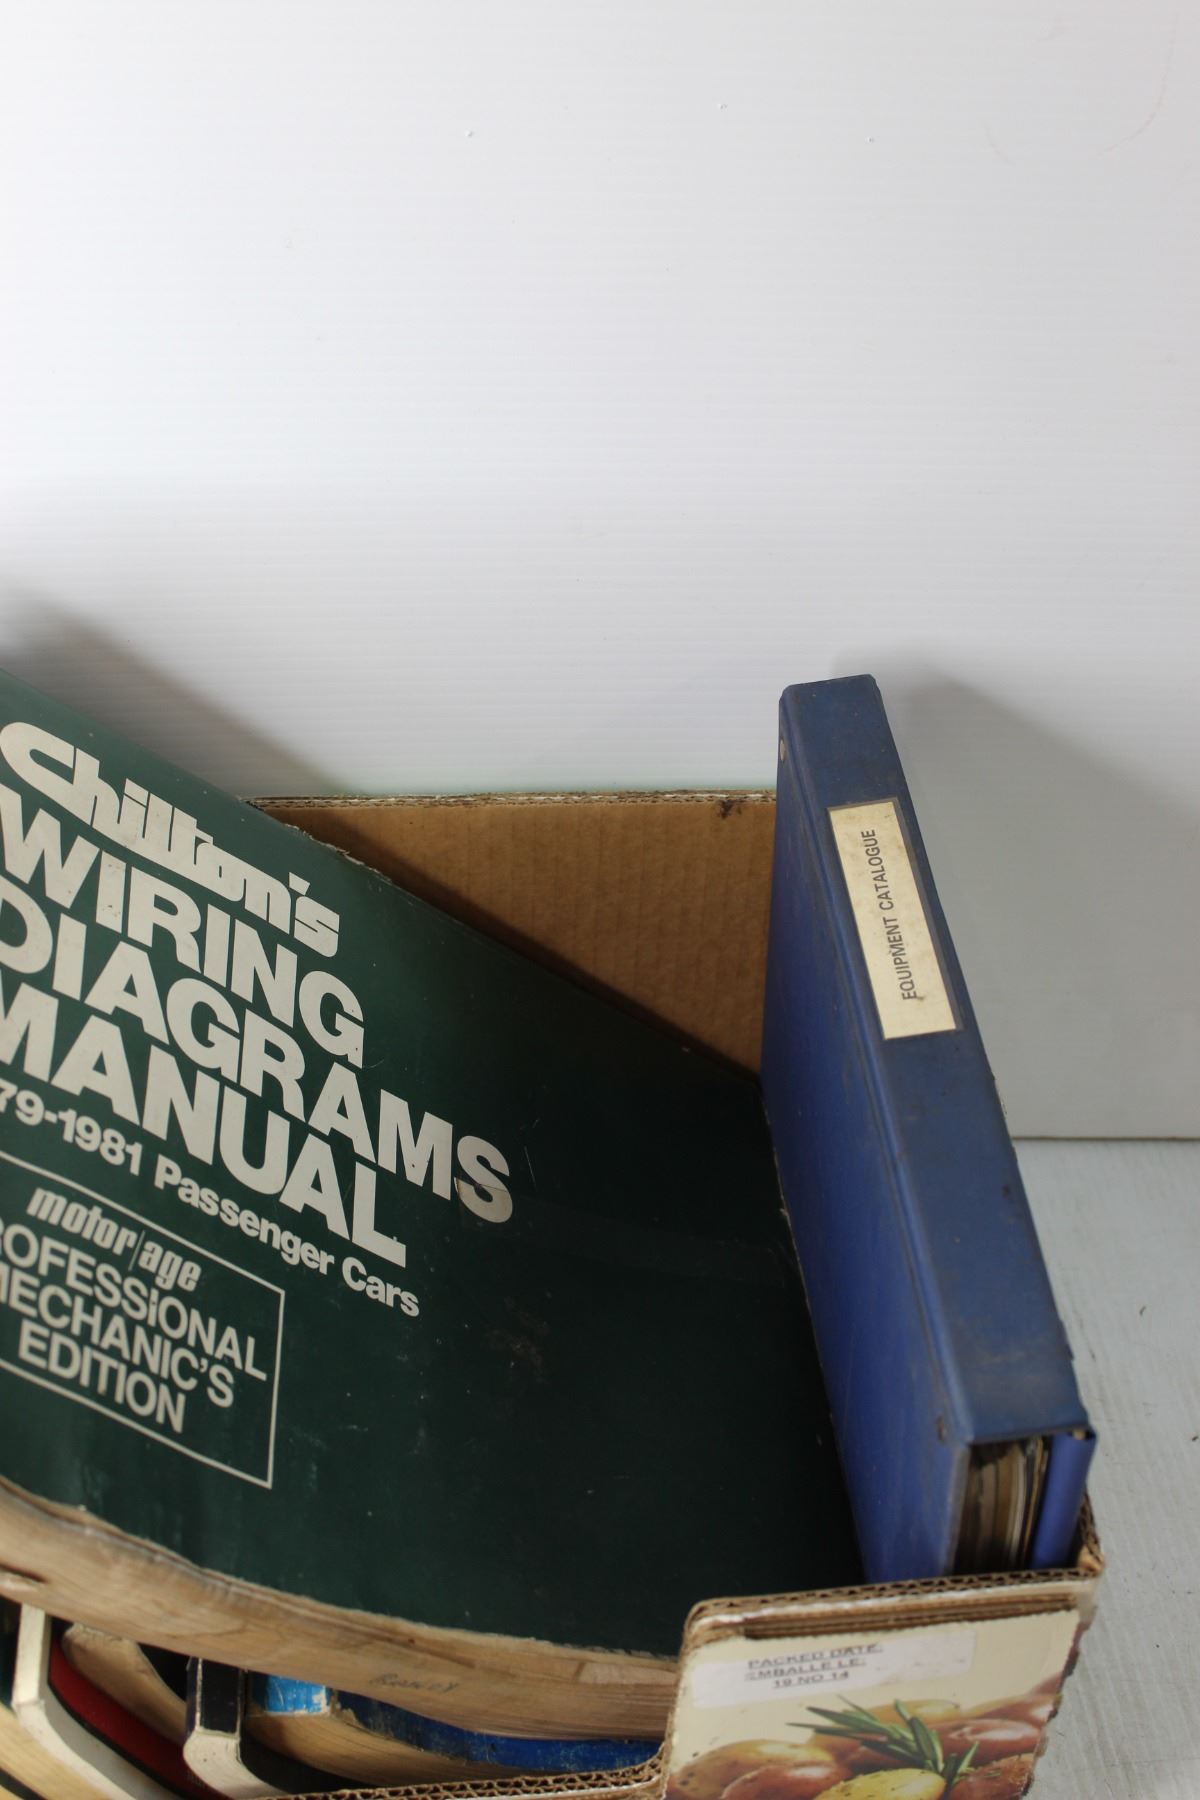 Chilton's
WIRING
DIAGRAMS
MANUAL
79-1981 Passenger Cars
motor/age
ROFESSiONAL
MECHANIC'S
EDITION
EQUIPMENT CATALOGUE
PACKED DATE:
EMBALLE LE:
19 NO 14